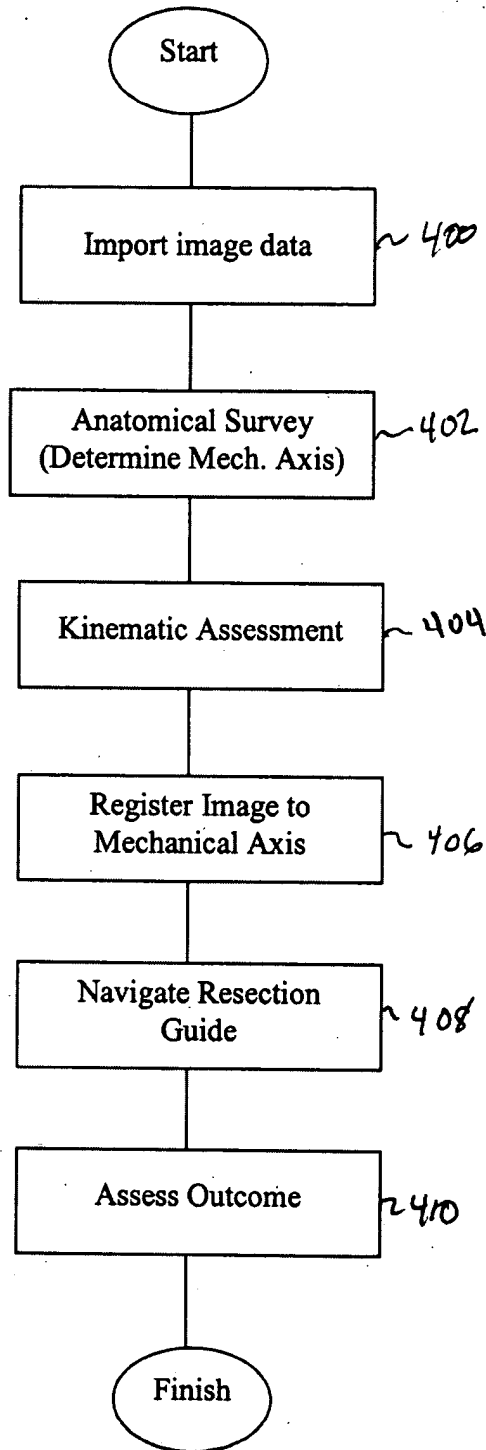 Start
Import image data
400
Anatomical Survey
(Determine Mech. Axis)
402
Kinematic Assessment
404
Register Image to
Mechanical Axis
406
Navigate Resection
Guide
408
Assess Outcome
410
Finish